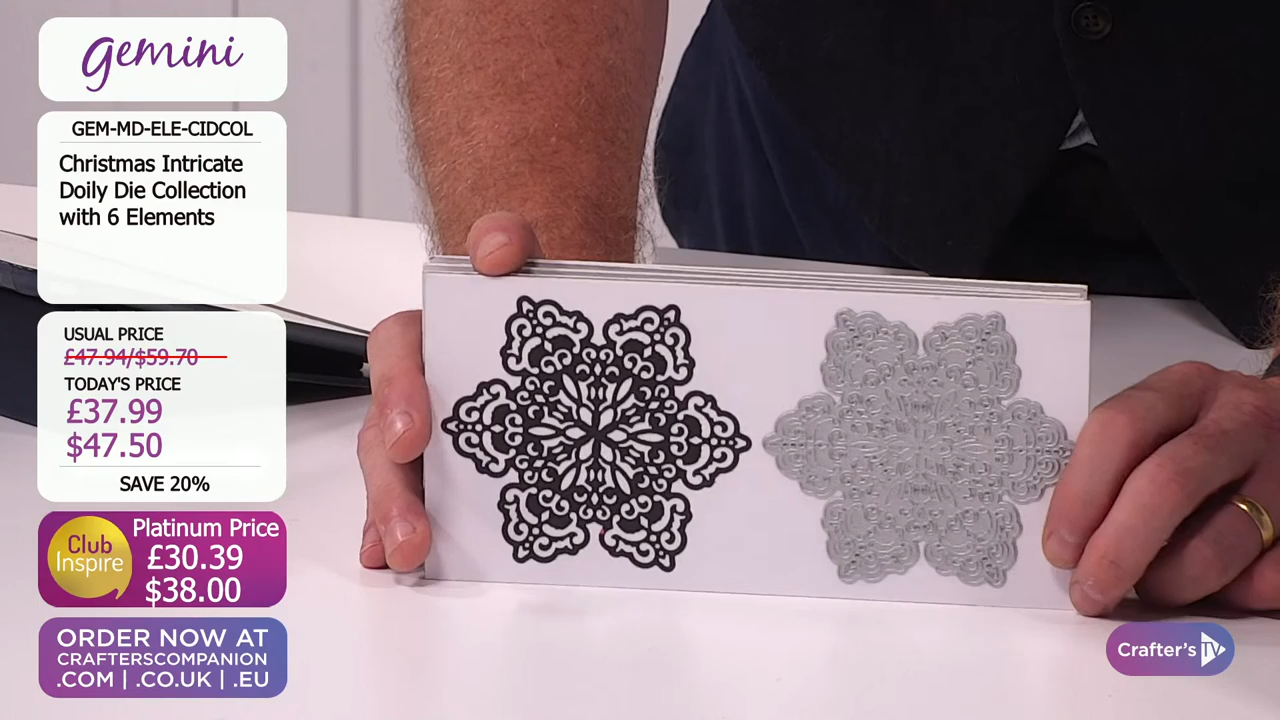 gemini
GEM-MD-ELE-CIDCOL
Christmas Intricate
Doily Die Collection
with 6 Elements
USUAL PRICE
£47.94/$59.70
TODAY'S PRICE
£37.99
$47.50
SAVE 20%
Club
Inspire
Platinum Price
£30.39
$38.00
ORDER NOW AT
CRAFTERSCOMPANION
.COM | .CO.UK | .EU
Crafter's TV